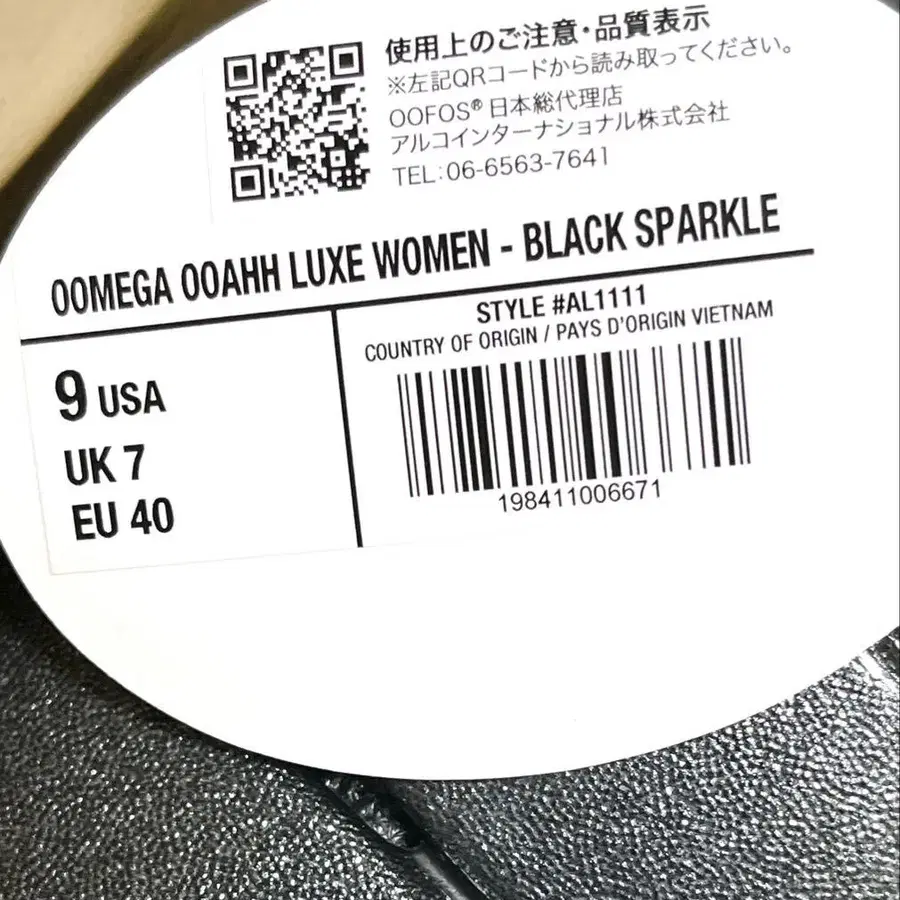 使用上のご注意・品質表示
※左記QRコードから読み取ってください。
OOFOS® 日本総代理店
アルコインターナショナル株式会社
TEL:06-6563-7641
OOMEGA OOAHH LUXE WOMEN - BLACK SPARKLE
STYLE #AL1111
COUNTRY OF ORIGIN / PAYS D'ORIGIN VIETNAM
9 USA
UK 7
EU 40
198411006671